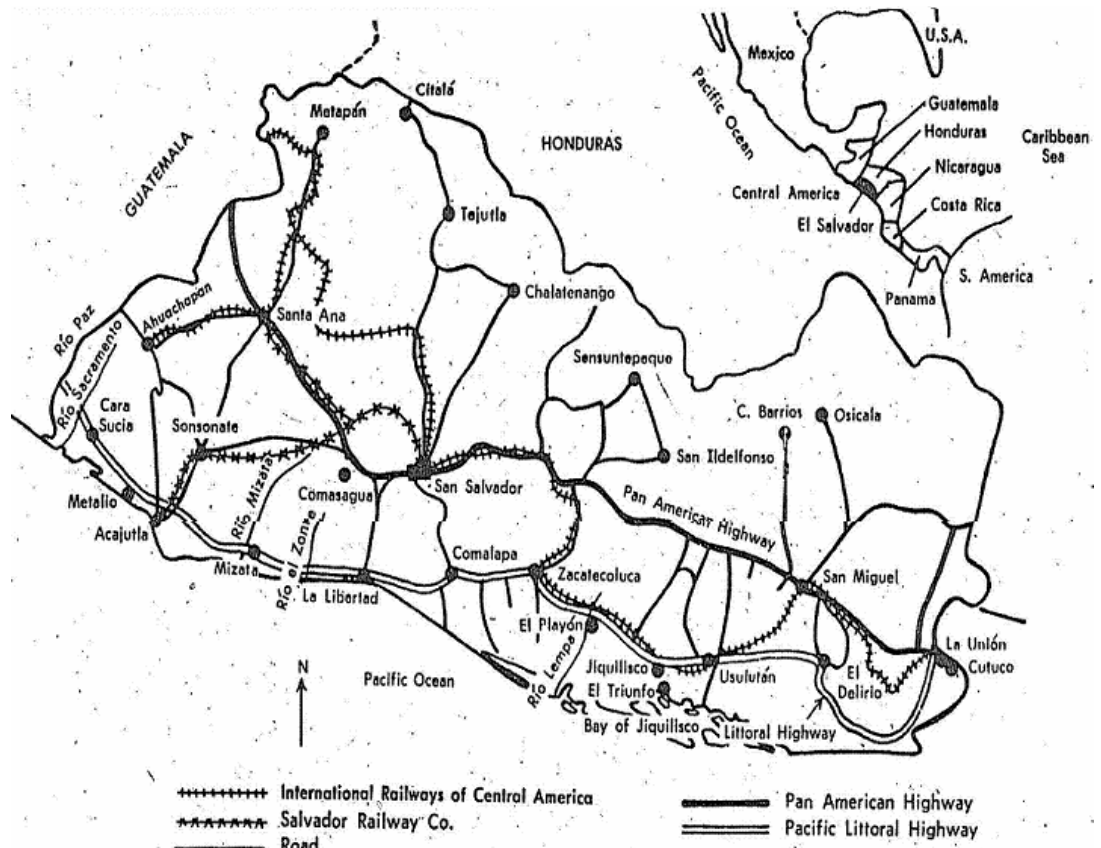 U.S.A.
Mexico
Pacific Ocean
Guatemala
Honduras
Caribbean
Sea
Nicaragua
Central America
Costa Rica
El Salvador
S. America
Panama
Citalá
Metapán
GUATEMALA
HONDURAS
Tejutla
Chalatenango
Ahuachapan
Santa Ana
Río Paz
Río Sacramento
Sensuntepeque
Cara
Sucia
Sonsonate
C. Barrios
Osicala
San Ildelfonso
Metalio
Río Mizata
Comasagua
San Salvador
Pan American Highway
Acajutla
Río el Zonte
Mizata
La Libertad
Comalapa
Zacatecoluca
San Miguel
El Playón
La Unión
Cutuco
N
Pacific Ocean
Río Lempa
Jiquilisco
Usulután
El
Delirio
El Triunfo
Bay of Jiquilisco
Littoral Highway
International Railways of Central America
Pan American Highway
Salvador Railway Co.
Pacific Littoral Highway
Road